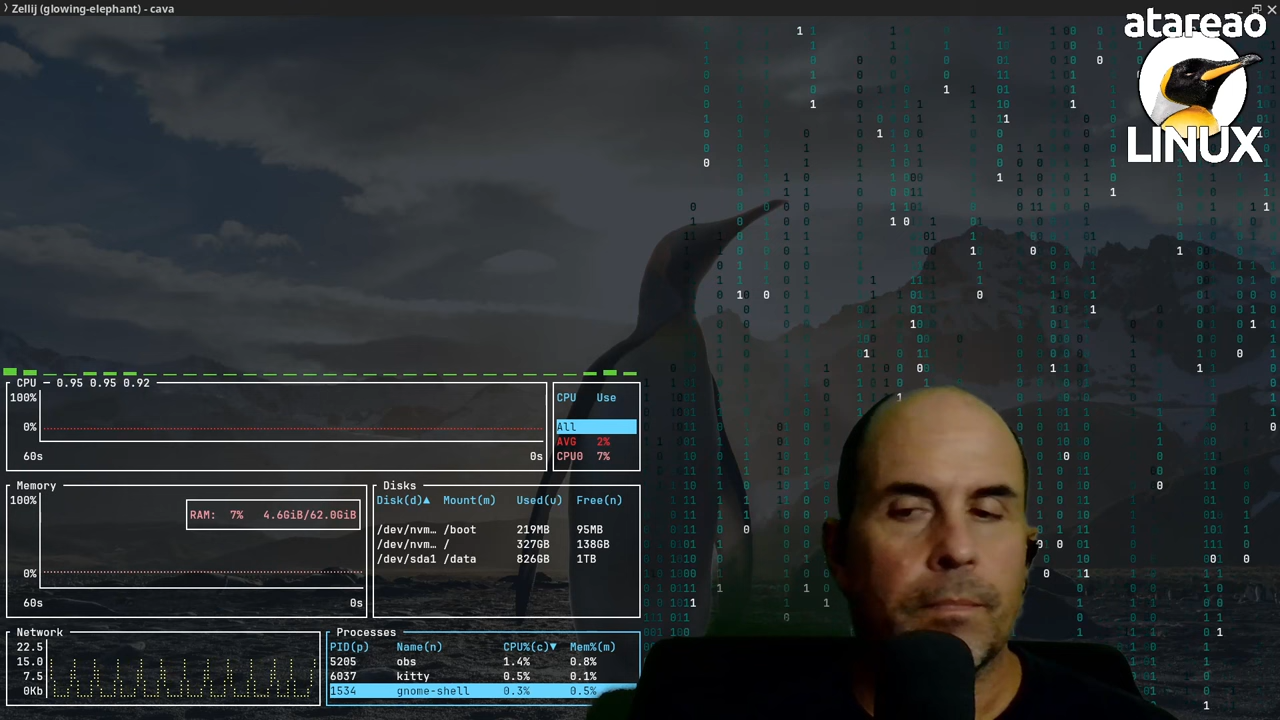 ❭ Zellij (glowing-elephant) - cava
atareao
LINUX
CPU — 0.95 0.95 0.92
100%
0%
60s 0s
CPU Use
All
AVG 2%
CPU0 7%
Memory
100%
RAM: 7% 4.6GiB/62.0GiB
0%
60s 0s
Disks
Disk(d)▲ Mount(m) Used(u) Free(n)
/dev/nvm… /boot 219MB 95MB
/dev/nvm… / 327GB 138GB
/dev/sda1 /data 826GB 1TB
Network
22.5
15.0
7.5
0Kb
Processes
PID(p) Name(n) CPU%(c)▼ Mem%(m)
5205 obs 1.4% 0.8%
6037 kitty 0.5% 0.1%
1534 gnome-shell 0.3% 0.5%